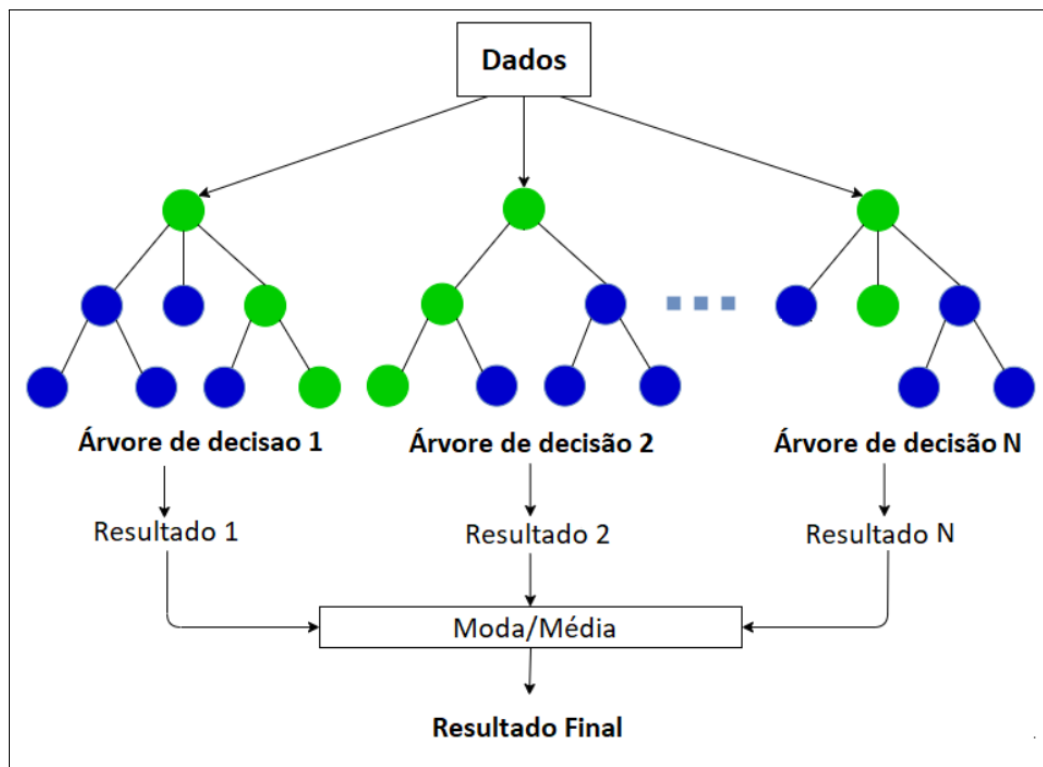 Dados
Árvore de decisao 1
Árvore de decisão 2
Árvore de decisão N
Resultado 1
Resultado 2
Resultado N
Moda/Média
Resultado Final